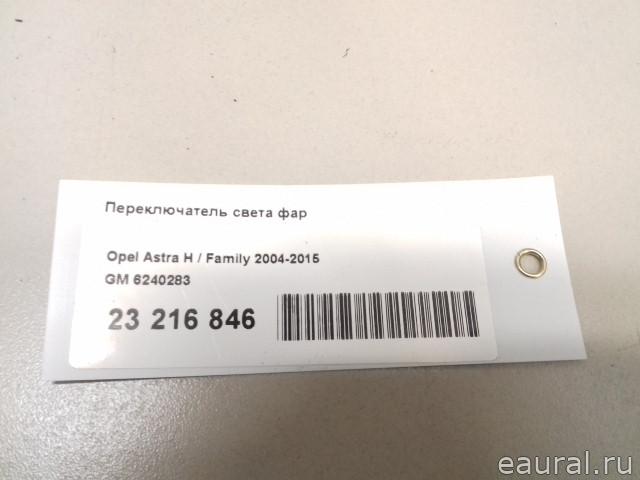 Переключатель света фар
Opel Astra H / Family 2004-2015
GM 6240283
23 216 846
eaural.ru